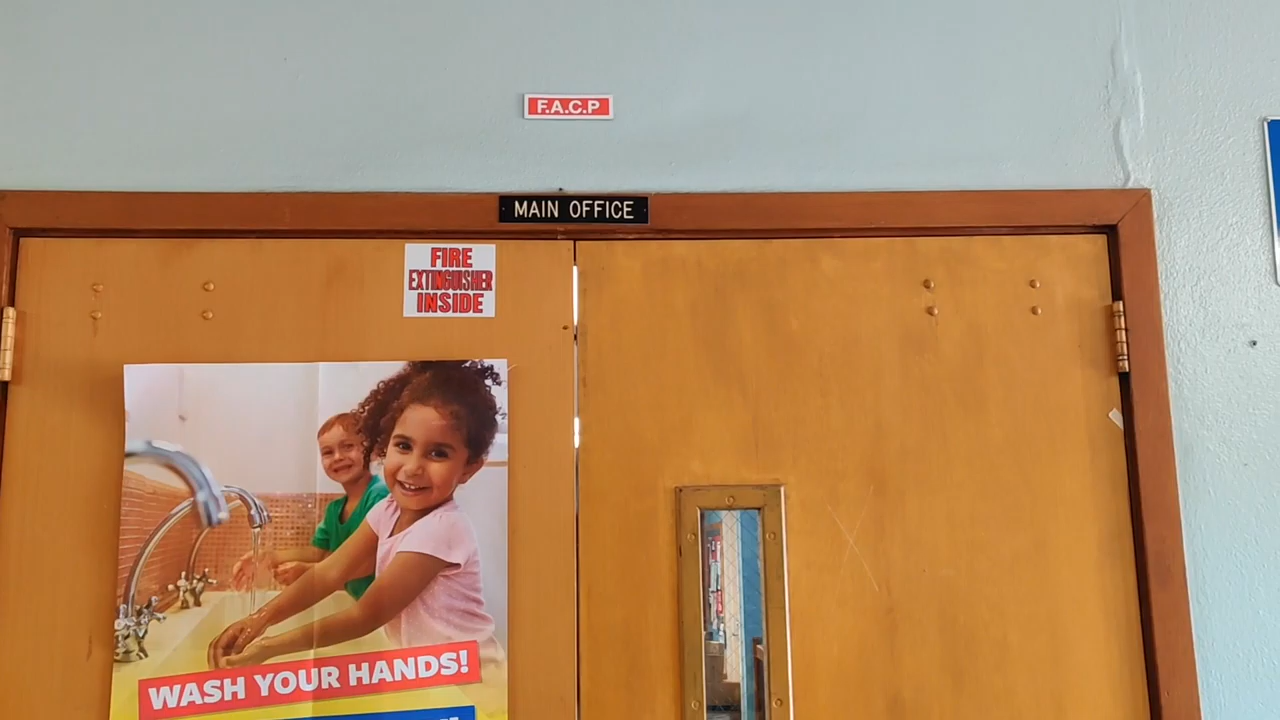 F.A.C.P
MAIN OFFICE
FIRE
EXTINGUISHER
INSIDE
WASH YOUR HANDS!